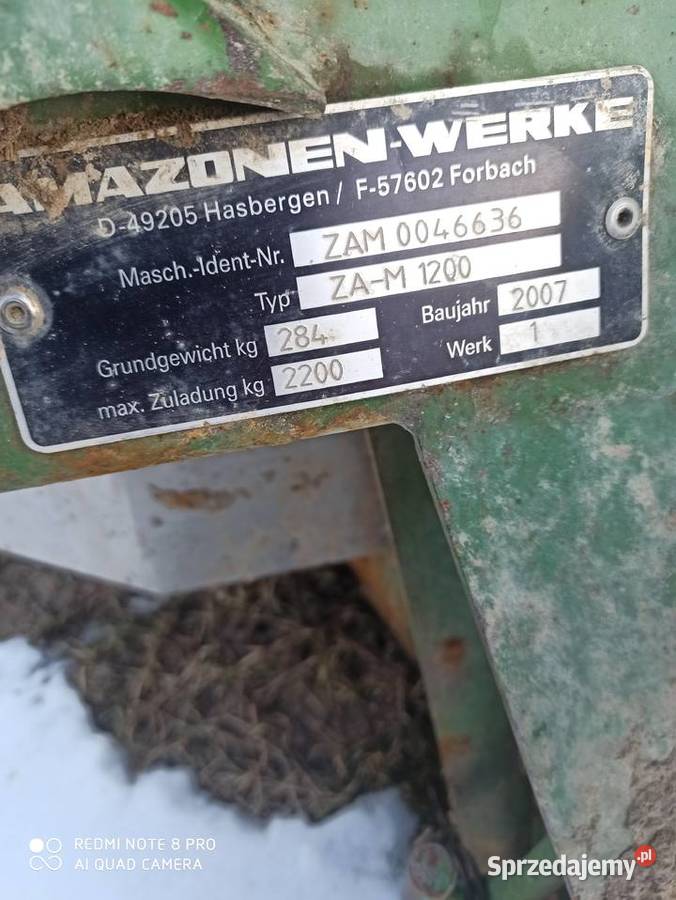 AMAZONEN-WERKE
D-49205 Hasbergen / F-57602 Forbach
Masch.-Ident-Nr. ZAM 0046636
Typ ZA-M 1200
Grundgewicht kg 284 Baujahr 2007
max. Zuladung kg 2200 Werk 1
REDMI NOTE 8 PRO
AI QUAD CAMERA
Sprzedajemy.pl